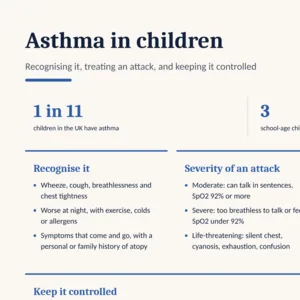 Asthma in children
Recognising it, treating an attack, and keeping it controlled
1 in 11
children in the UK have asthma
3
school-age
Recognise it
• Wheeze, cough, breathlessness and
chest tightness
• Worse at night, with exercise, colds
or allergens
• Symptoms that come and go, with a
personal or family history of atopy
Severity of an attack
• Moderate: can talk in sentences,
SpO2 92% or more
• Severe: too breathless to talk or
SpO2 under 92%
• Life-threatening: silent chest,
cyanosis, exhaustion, confusion
Keep it controlled